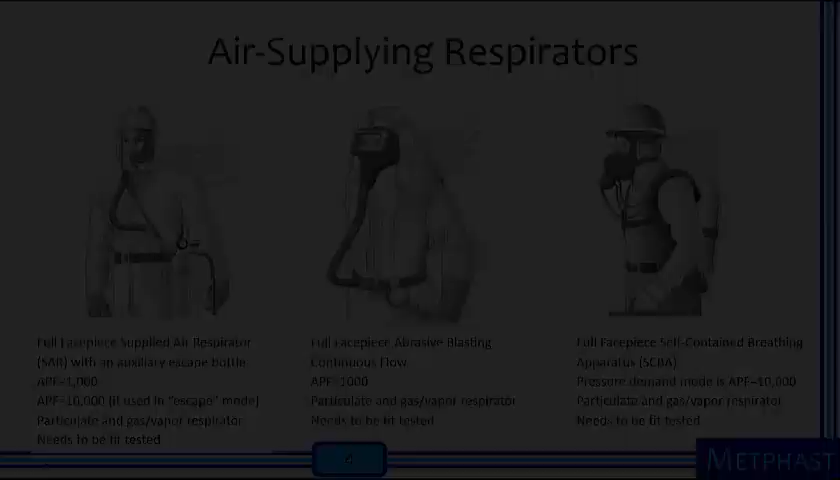 Air-Supplying Respirators
Full Facepiece Supplied Air Respirator
(SAR) with an auxiliary escape bottle
APF=1,000
APF=10,000 (if used in "escape" mode)
Particulate and gas/vapor respirator
Needs to be fit tested
Full Facepiece Abrasive Blasting
Continuous Flow
APF=1000
Particulate and gas/vapor respirator
Needs to be fit tested
Full Facepiece Self-Contained Breathing
Apparatus (SCBA)
Pressure demand mode is APF=10,000
Particulate and gas/vapor respirator
Needs to be fit tested
METPHAST